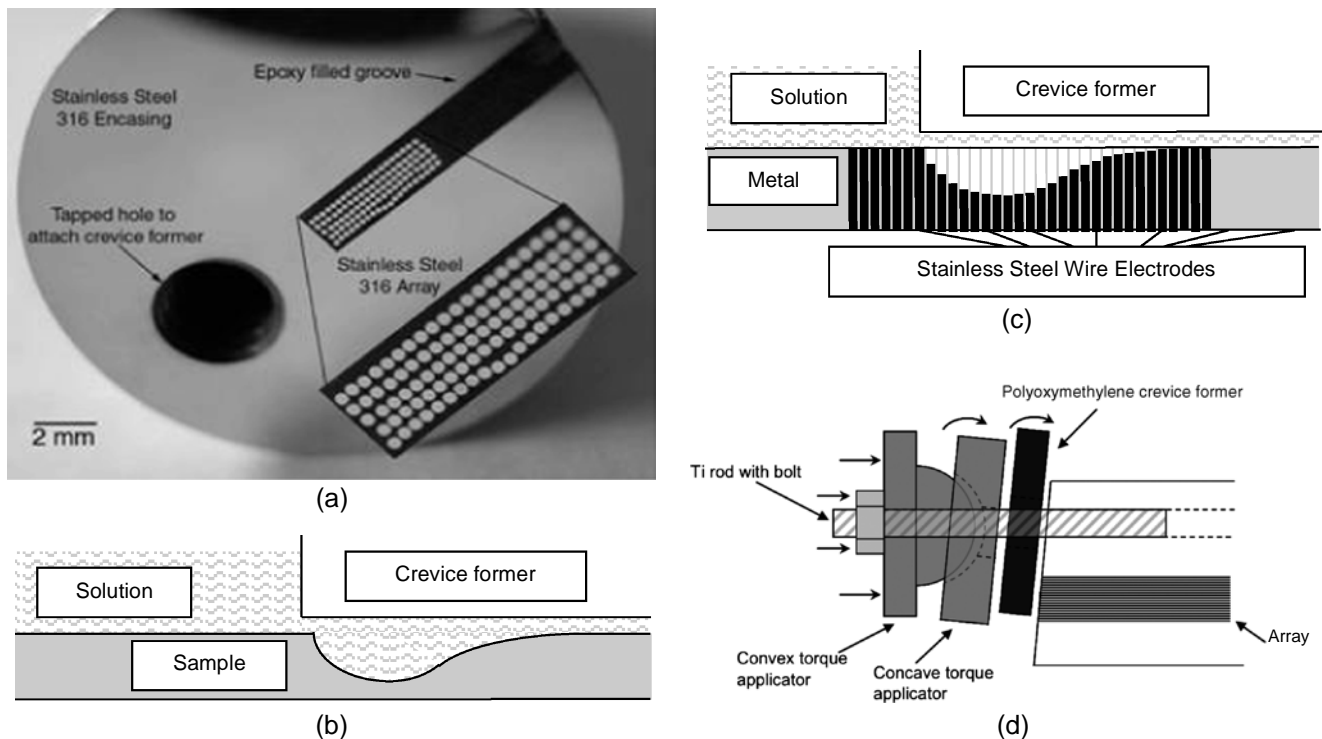 Epoxy filled groove
Stainless Steel
316 Encasing
Tapped hole to
attach crevice former
Stainless Steel
316 Array
2 mm
(a)
Solution
Crevice former
Sample
(b)
Solution
Crevice former
Metal
Stainless Steel Wire Electrodes
(c)
Polyoxymethylene crevice former
Ti rod with bolt
Array
Convex torque
applicator
Concave torque
applicator
(d)